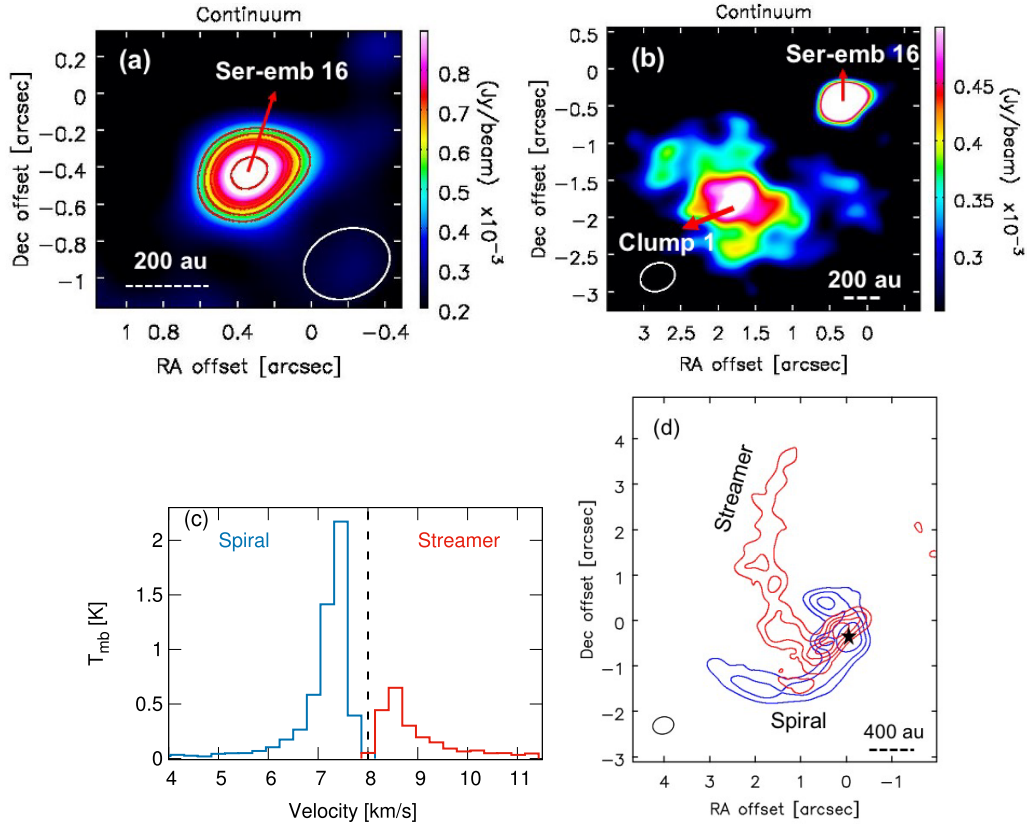 Continuum
(a)
Ser-emb 16
Dec offset [arcsec]
0.2
0
−0.2
−0.4
−0.6
−0.8
−1
200 au
1 0.8 0.4 0 −0.4
RA offset [arcsec]
0.8
0.7
0.6
0.5
0.4
0.3
0.2
(Jy/beam) x10⁻³
Continuum
(b)
Ser-emb 16
Clump 1
Dec offset [arcsec]
0.5
0
−0.5
−1
−1.5
−2
−2.5
−3
200 au
3 2.5 2 1.5 1 0.5 0
RA offset [arcsec]
0.45
0.4
0.35
0.3
(Jy/beam) x10⁻³
(c)
Spiral
Streamer
Tmb [K]
2
1.5
1
0.5
0
4 5 6 7 8 9 10 11
Velocity [km/s]
(d)
Streamer
Spiral
Dec offset [arcsec]
4
3
2
1
0
−1
−2
−3
400 au
4 3 2 1 0 −1
RA offset [arcsec]